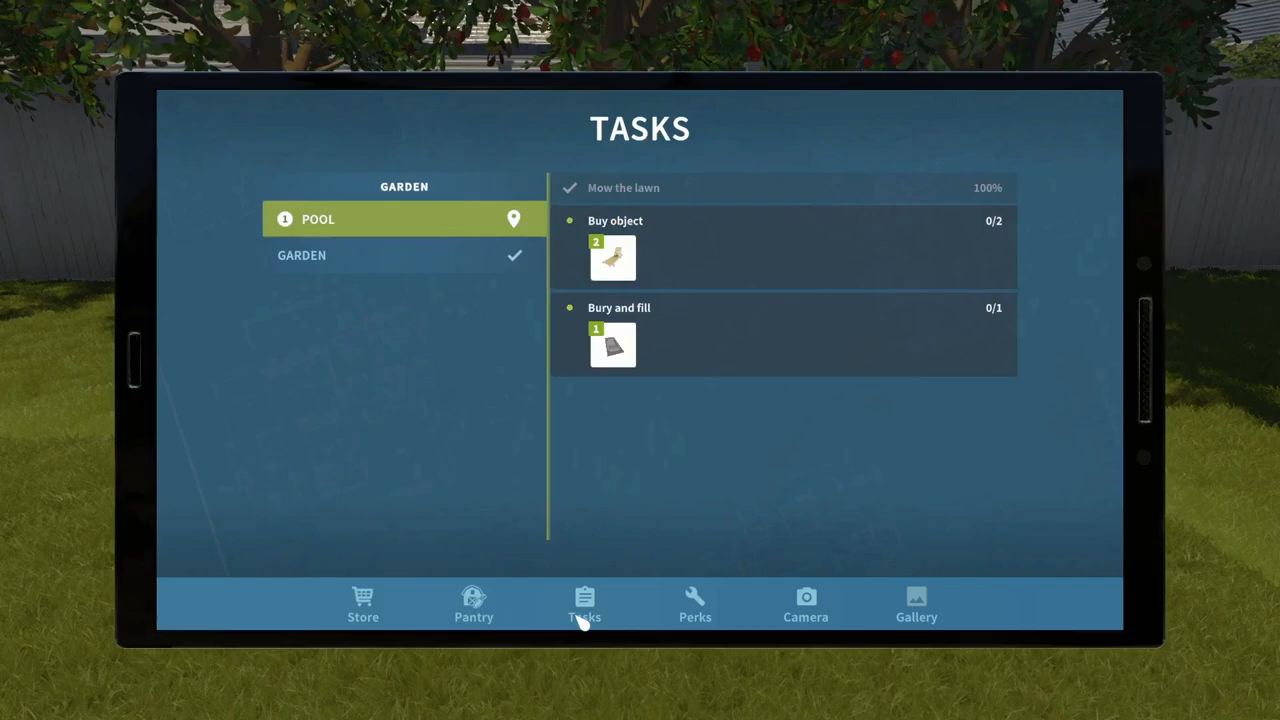 TASKS
GARDEN
1 POOL
GARDEN
Mow the lawn 100%
Buy object 0/2
2
Bury and fill 0/1
1
Store Pantry Tasks Perks Camera Gallery